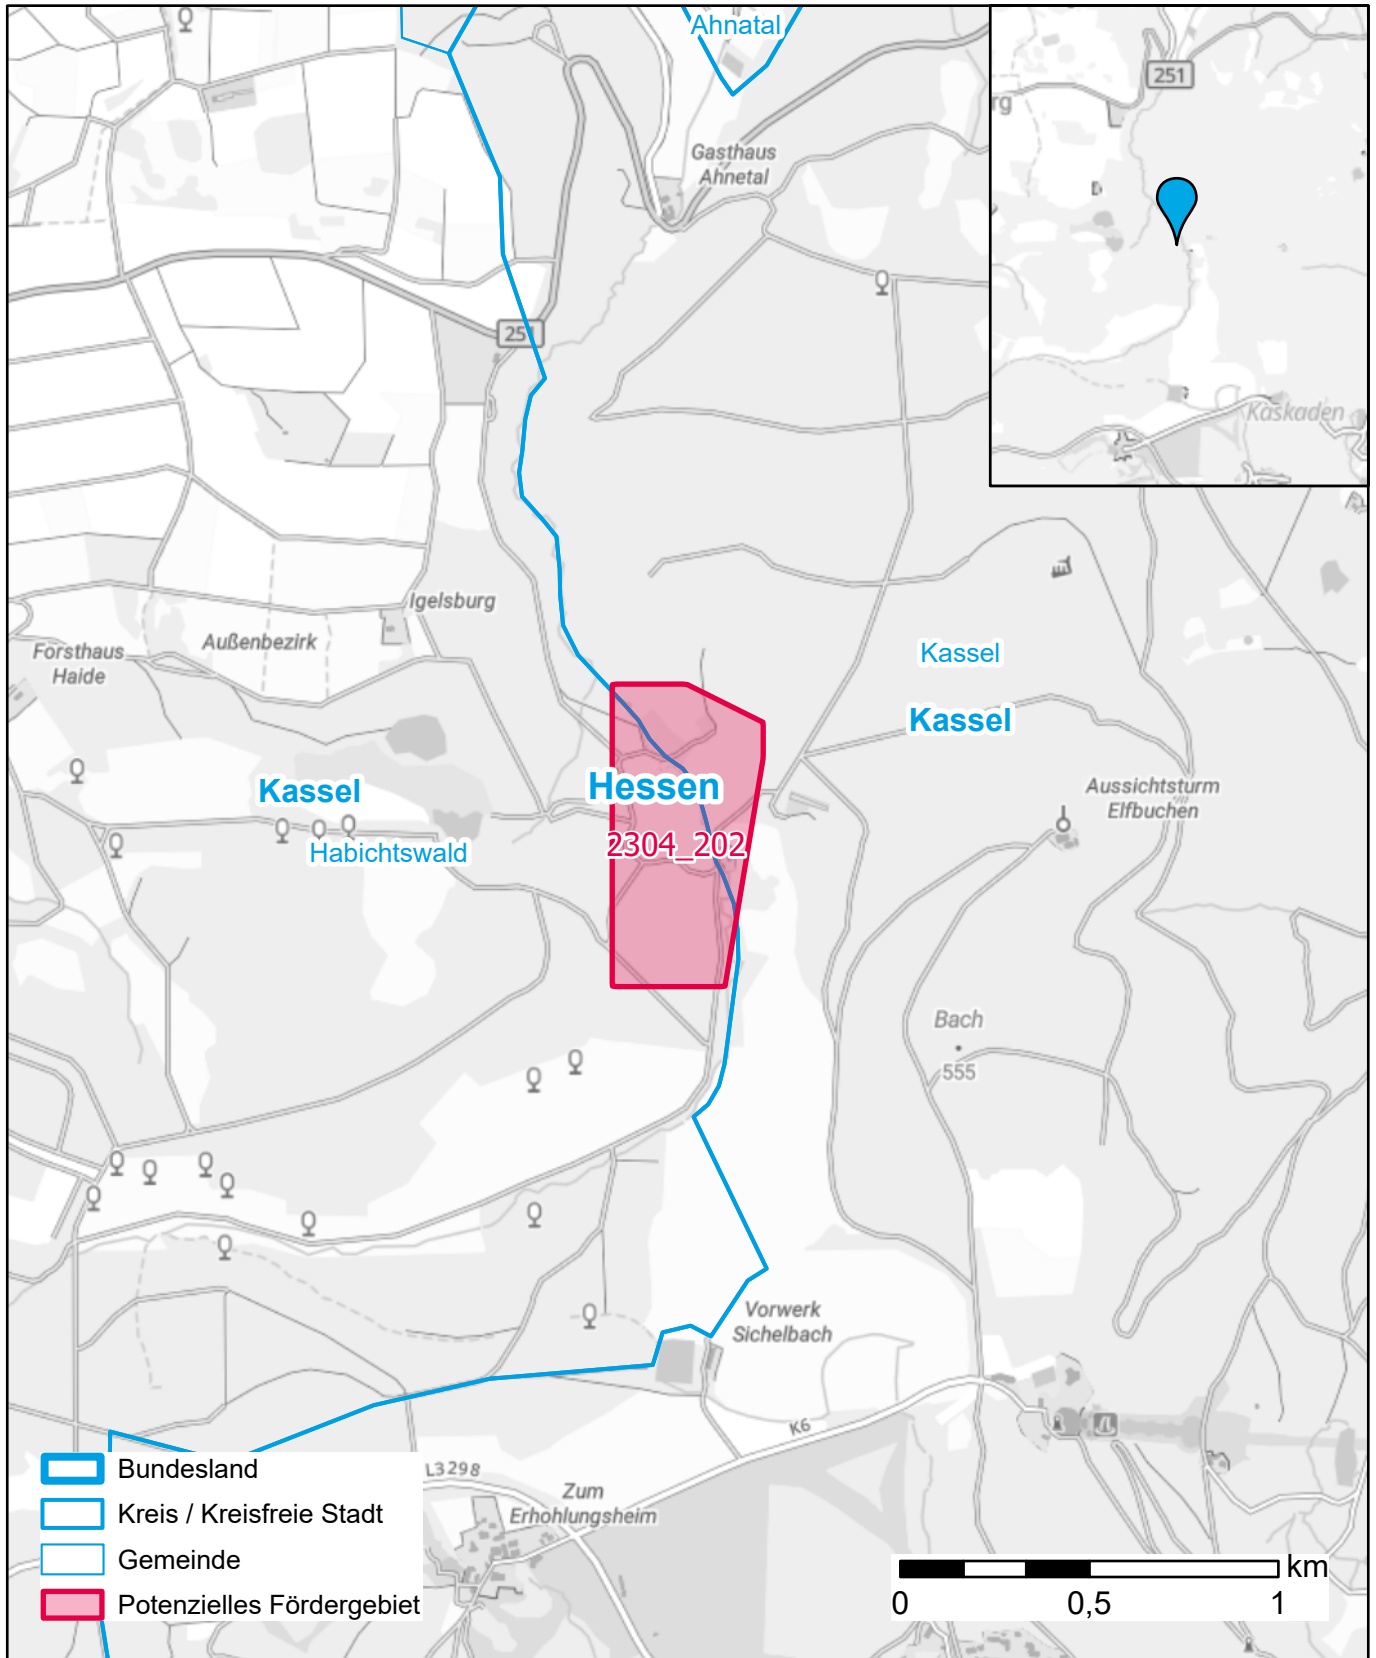 Ahnatal
251
rg
Gasthaus
Ahnetal
251
Kaskaden
Igelsburg
Außenbezirk
Forsthaus
Haide
Kassel
Kassel
Kassel
Hessen
Aussichtsturm
Elfbuchen
2304_202
Habichtswald
Bach
555
Vorwerk
Sichelbach
K6
L3298
Zum
Erhohlungsheim
Bundesland
Kreis / Kreisfreie Stadt
Gemeinde
Potenzielles Fördergebiet
km
0 0,5 1